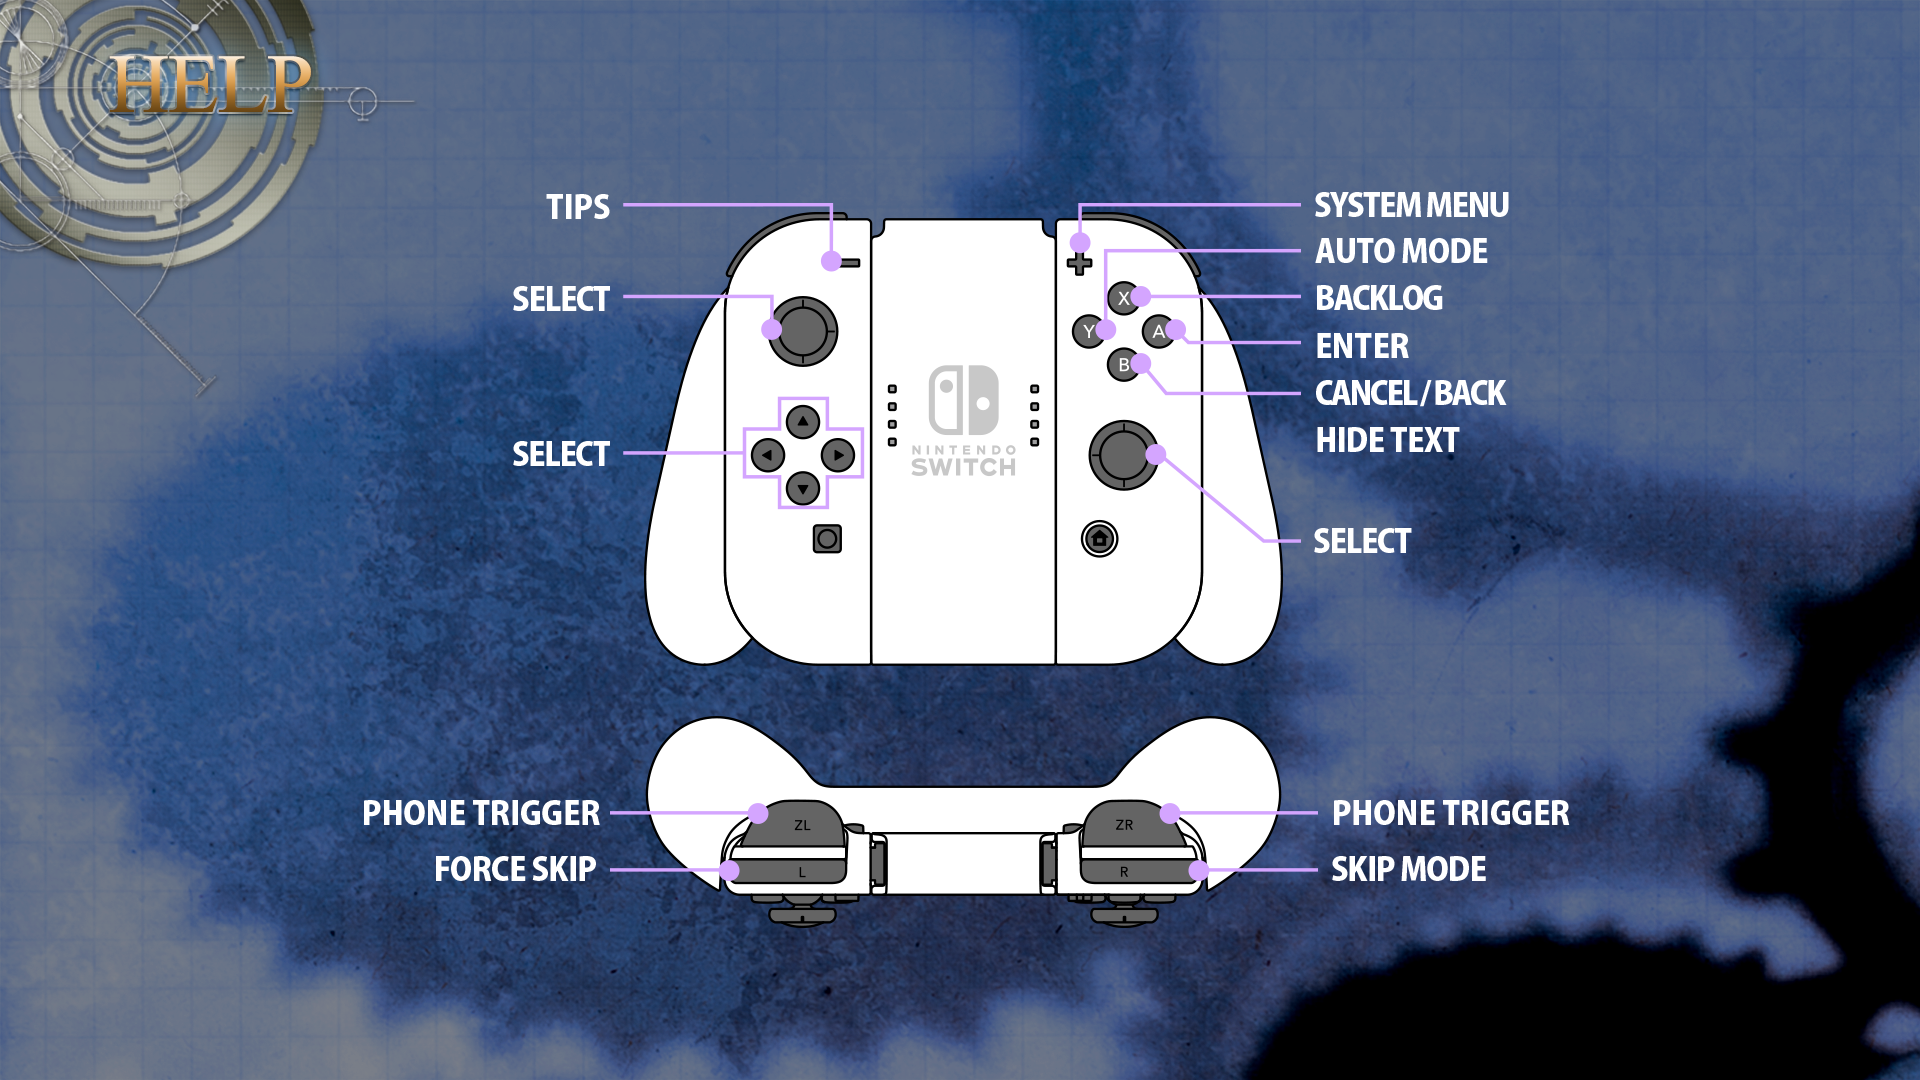 HELP
TIPS
SELECT
SELECT
SYSTEM MENU
AUTO MODE
BACKLOG
ENTER
CANCEL/BACK
HIDE TEXT
SELECT
X
Y
A
B
NINTENDO
SWITCH
PHONE TRIGGER
FORCE SKIP
ZL
L
ZR
R
PHONE TRIGGER
SKIP MODE